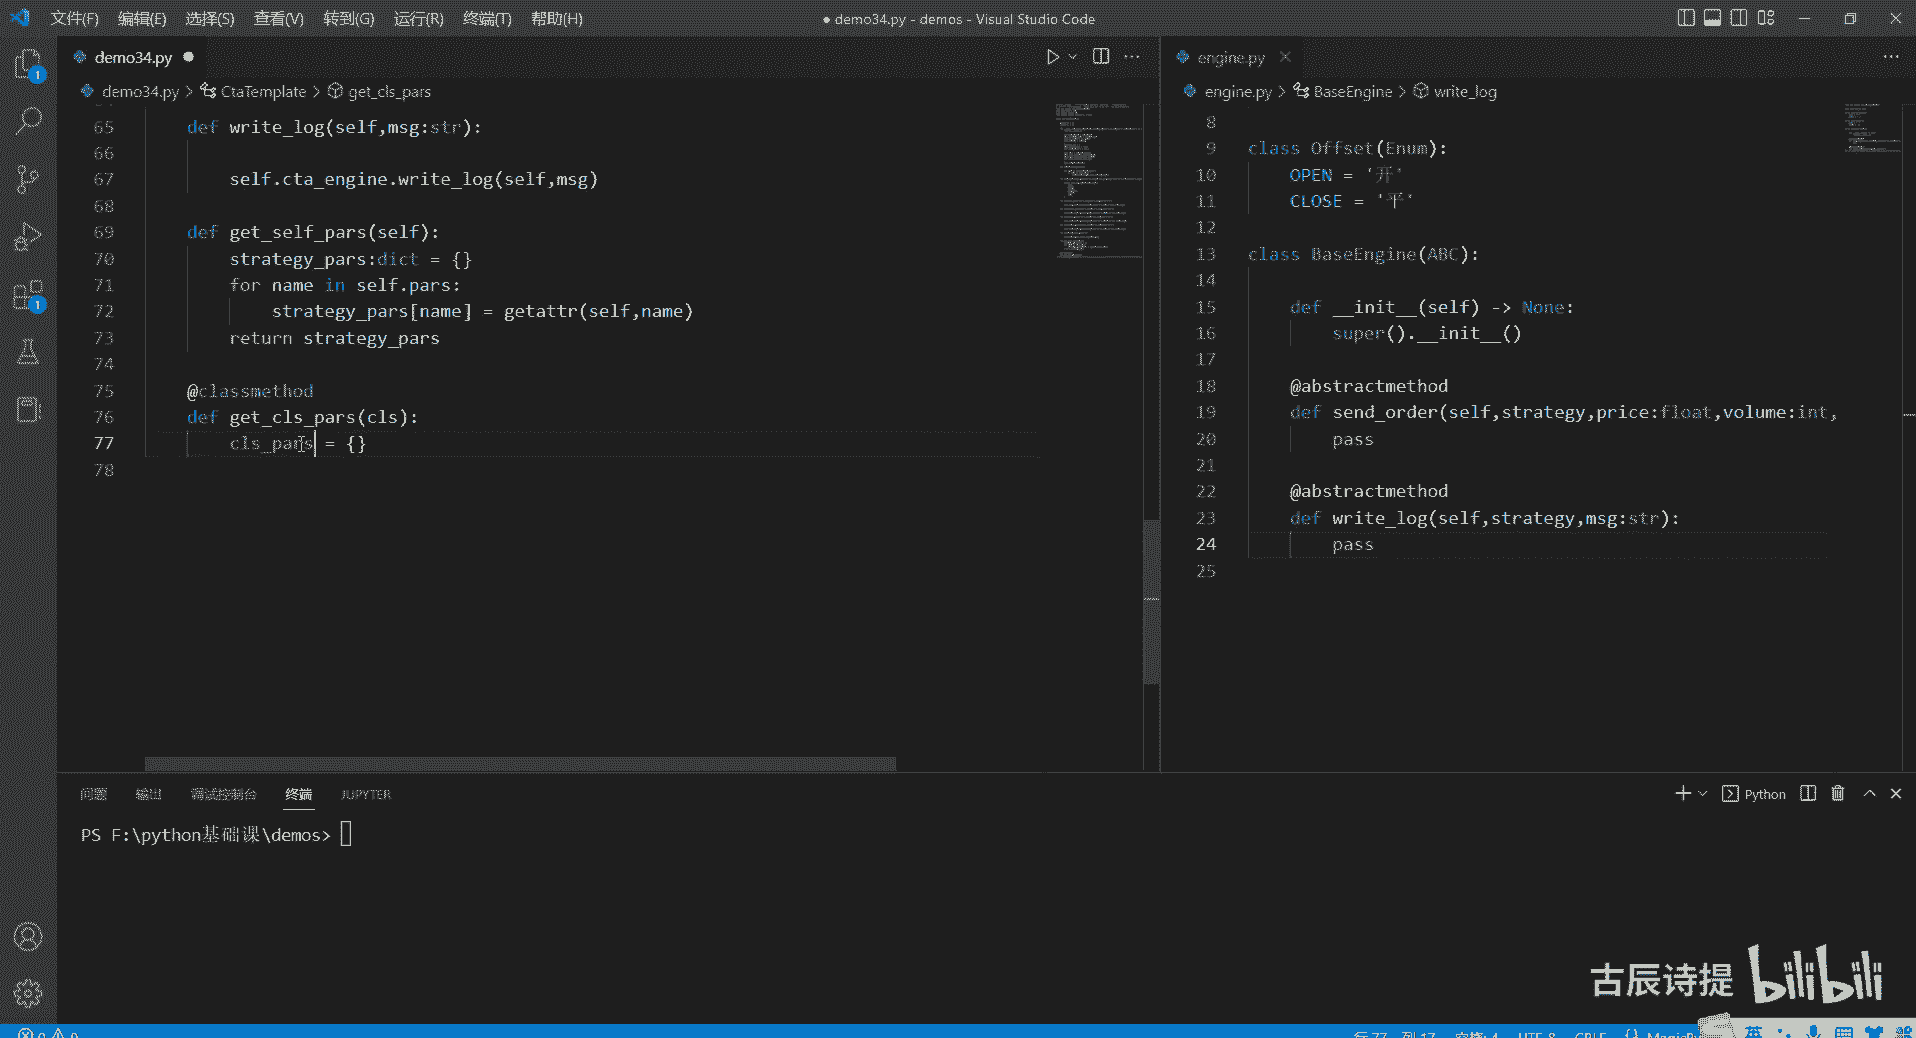 文件(F) 编辑(E) 选择(S) 查看(V) 转到(G) 运行(R) 终端(T) 帮助(H)
● demo34.py - demos - Visual Studio Code
demo34.py ●
demo34.py > CtaTemplate > get_cls_pars
65 def write_log(self,msg:str):
66
67 self.cta_engine.write_log(self,msg)
68
69 def get_self_pars(self):
70 strategy_pars:dict = {}
71 for name in self.pars:
72 strategy_pars[name] = getattr(self,name)
73 return strategy_pars
74
75 @classmethod
76 def get_cls_pars(cls):
77 cls_pars = {}
78
engine.py
engine.py > BaseEngine > write_log
8
9 class Offset(Enum):
10 OPEN = '开'
11 CLOSE = '平'
12
13 class BaseEngine(ABC):
14
15 def __init__(self) -> None:
16 super().__init__()
17
18 @abstractmethod
19 def send_order(self,strategy,price:float,volume:int,
20 pass
21
22 @abstractmethod
23 def write_log(self,strategy,msg:str):
24 pass
25
1
1
问题 输出 调试控制台 终端 JUPYTER
Python
PS F:\python基础课\demos>
古辰诗提 bilibili
行 77, 列 17 空格: 4 UTF-8 CRLF
英